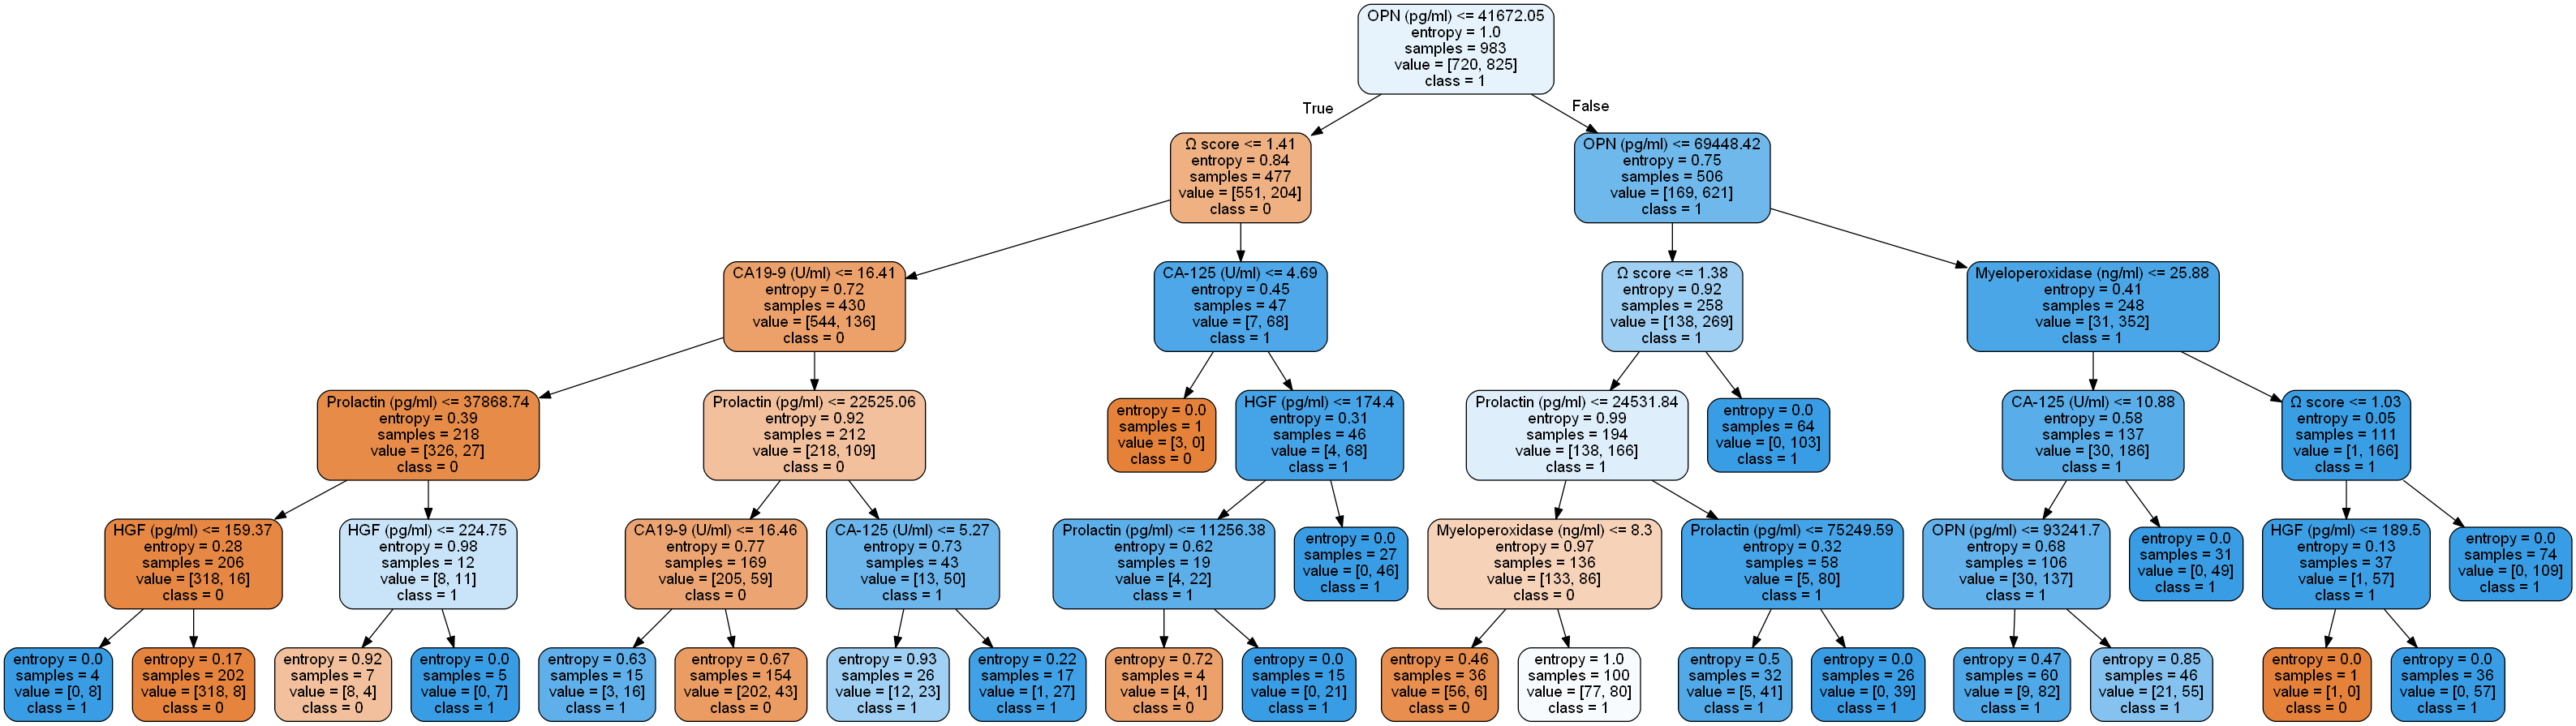 OPN (pg/ml) <= 41672.05
entropy = 1.0
samples = 983
value = [720, 825]
class = 1
True
False
Ω score <= 1.41
entropy = 0.84
samples = 477
value = [551, 204]
class = 0
OPN (pg/ml) <= 69448.42
entropy = 0.75
samples = 506
value = [169, 621]
class = 1
CA19-9 (U/ml) <= 16.41
entropy = 0.72
samples = 430
value = [544, 136]
class = 0
CA-125 (U/ml) <= 4.69
entropy = 0.45
samples = 47
value = [7, 68]
class = 1
Ω score <= 1.38
entropy = 0.92
samples = 258
value = [138, 269]
class = 1
Myeloperoxidase (ng/ml) <= 25.88
entropy = 0.41
samples = 248
value = [31, 352]
class = 1
Prolactin (pg/ml) <= 37868.74
entropy = 0.39
samples = 218
value = [326, 27]
class = 0
Prolactin (pg/ml) <= 22525.06
entropy = 0.92
samples = 212
value = [218, 109]
class = 0
entropy = 0.0
samples = 1
value = [3, 0]
class = 0
HGF (pg/ml) <= 174.4
entropy = 0.31
samples = 46
value = [4, 68]
class = 1
Prolactin (pg/ml) <= 24531.84
entropy = 0.99
samples = 194
value = [138, 166]
class = 1
entropy = 0.0
samples = 64
value = [0, 103]
class = 1
CA-125 (U/ml) <= 10.88
entropy = 0.58
samples = 137
value = [30, 186]
class = 1
Ω score <= 1.03
entropy = 0.05
samples = 111
value = [1, 166]
class = 1
HGF (pg/ml) <= 159.37
entropy = 0.28
samples = 206
value = [318, 16]
class = 0
HGF (pg/ml) <= 224.75
entropy = 0.98
samples = 12
value = [8, 11]
class = 1
CA19-9 (U/ml) <= 16.46
entropy = 0.77
samples = 169
value = [205, 59]
class = 0
CA-125 (U/ml) <= 5.27
entropy = 0.73
samples = 43
value = [13, 50]
class = 1
Prolactin (pg/ml) <= 11256.38
entropy = 0.62
samples = 19
value = [4, 22]
class = 1
entropy = 0.0
samples = 27
value = [0, 46]
class = 1
Myeloperoxidase (ng/ml) <= 8.3
entropy = 0.97
samples = 136
value = [133, 86]
class = 0
Prolactin (pg/ml) <= 75249.59
entropy = 0.32
samples = 58
value = [5, 80]
class = 1
OPN (pg/ml) <= 93241.7
entropy = 0.68
samples = 106
value = [30, 137]
class = 1
entropy = 0.0
samples = 31
value = [0, 49]
class = 1
HGF (pg/ml) <= 189.5
entropy = 0.13
samples = 37
value = [1, 57]
class = 1
entropy = 0.0
samples = 74
value = [0, 109]
class = 1
entropy = 0.0
samples = 4
value = [0, 8]
class = 1
entropy = 0.17
samples = 202
value = [318, 8]
class = 0
entropy = 0.92
samples = 7
value = [8, 4]
class = 0
entropy = 0.0
samples = 5
value = [0, 7]
class = 1
entropy = 0.63
samples = 15
value = [3, 16]
class = 1
entropy = 0.67
samples = 154
value = [202, 43]
class = 0
entropy = 0.93
samples = 26
value = [12, 23]
class = 1
entropy = 0.22
samples = 17
value = [1, 27]
class = 1
entropy = 0.72
samples = 4
value = [4, 1]
class = 0
entropy = 0.0
samples = 15
value = [0, 21]
class = 1
entropy = 0.46
samples = 36
value = [56, 6]
class = 0
entropy = 1.0
samples = 100
value = [77, 80]
class = 1
entropy = 0.5
samples = 32
value = [5, 41]
class = 1
entropy = 0.0
samples = 26
value = [0, 39]
class = 1
entropy = 0.47
samples = 60
value = [9, 82]
class = 1
entropy = 0.85
samples = 46
value = [21, 55]
class = 1
entropy = 0.0
samples = 1
value = [1, 0]
class = 0
entropy = 0.0
samples = 36
value = [0, 57]
class = 1